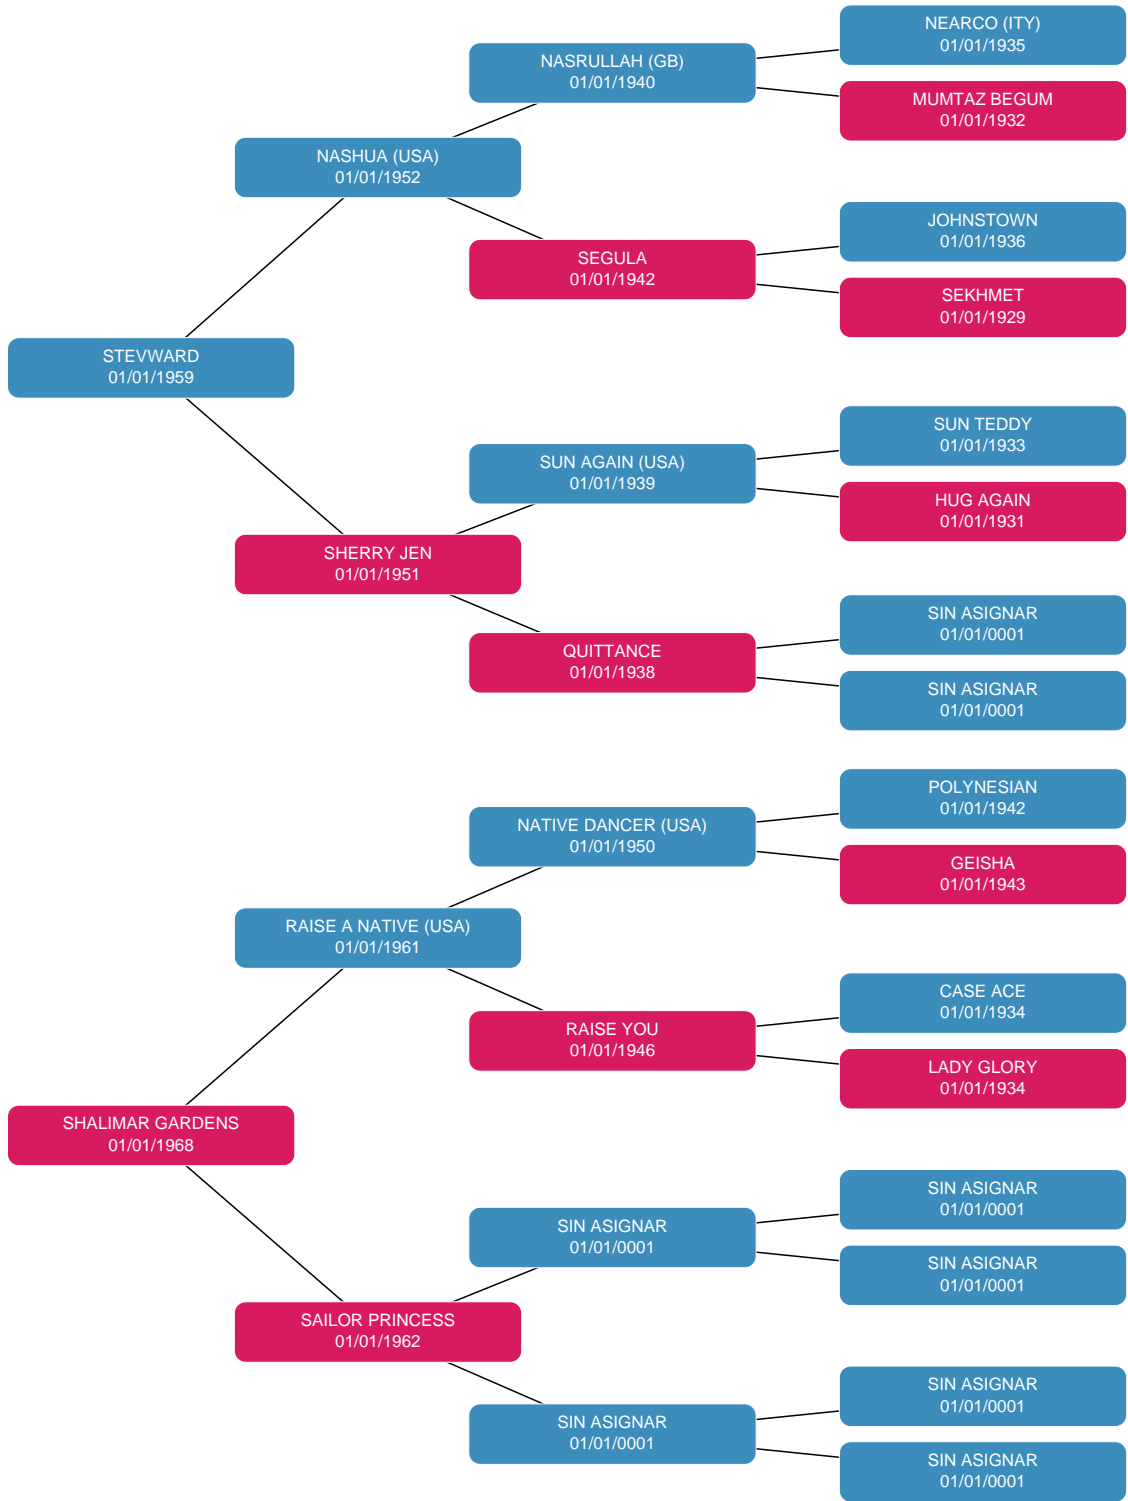 NEARCO (ITY)
01/01/1935
NASRULLAH (GB)
01/01/1940
MUMTAZ BEGUM
01/01/1932
NASHUA (USA)
01/01/1952
JOHNSTOWN
01/01/1936
SEGULA
01/01/1942
SEKHMET
01/01/1929
STEVWARD
01/01/1959
SUN TEDDY
01/01/1933
SUN AGAIN (USA)
01/01/1939
HUG AGAIN
01/01/1931
SHERRY JEN
01/01/1951
SIN ASIGNAR
01/01/0001
QUITTANCE
01/01/1938
SIN ASIGNAR
01/01/0001
POLYNESIAN
01/01/1942
NATIVE DANCER (USA)
01/01/1950
GEISHA
01/01/1943
RAISE A NATIVE (USA)
01/01/1961
CASE ACE
01/01/1934
RAISE YOU
01/01/1946
LADY GLORY
01/01/1934
SHALIMAR GARDENS
01/01/1968
SIN ASIGNAR
01/01/0001
SIN ASIGNAR
01/01/0001
SIN ASIGNAR
01/01/0001
SAILOR PRINCESS
01/01/1962
SIN ASIGNAR
01/01/0001
SIN ASIGNAR
01/01/0001
SIN ASIGNAR
01/01/0001